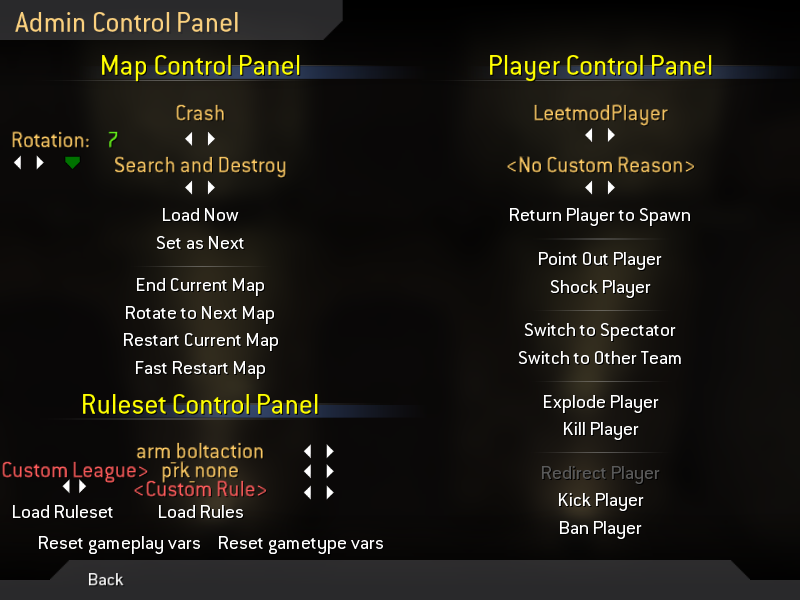 Admin Control Panel
Map Control Panel
Crash
Rotation: 7
Search and Destroy
Load Now
Set as Next
End Current Map
Rotate to Next Map
Restart Current Map
Fast Restart Map
Ruleset Control Panel
arm boltaction
Custom League> prk none
<Custom Rule>
Load Ruleset Load Rules
Reset gameplay vars Reset gametype vars
Player Control Panel
LeetmodPlayer
<No Custom Reason>
Return Player to Spawn
Point Out Player
Shock Player
Switch to Spectator
Switch to Other Team
Explode Player
Kill Player
Redirect Player
Kick Player
Ban Player
Back